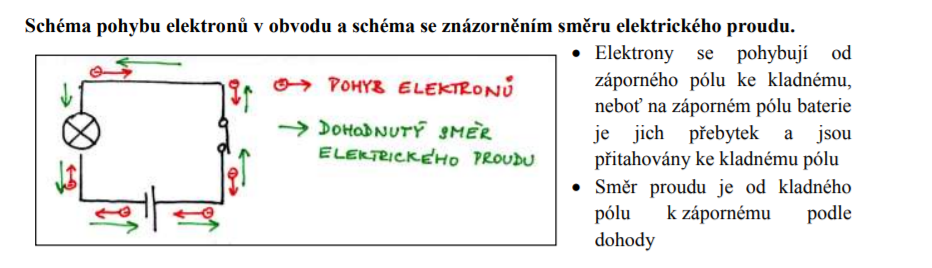 Schéma pohybu elektronů v obvodu a schéma se znázorněním směru elektrického proudu.
POHYB ELEKTRONŮ
DOHODNUTÝ SMĚR
ELEKTRICKÉHO PROUDU
• Elektrony se pohybují od
záporného pólu ke kladnému,
neboť na záporném pólu baterie
je jich přebytek a jsou
přitahovány ke kladnému pólu
• Směr proudu je od kladného
pólu k zápornému podle
dohody